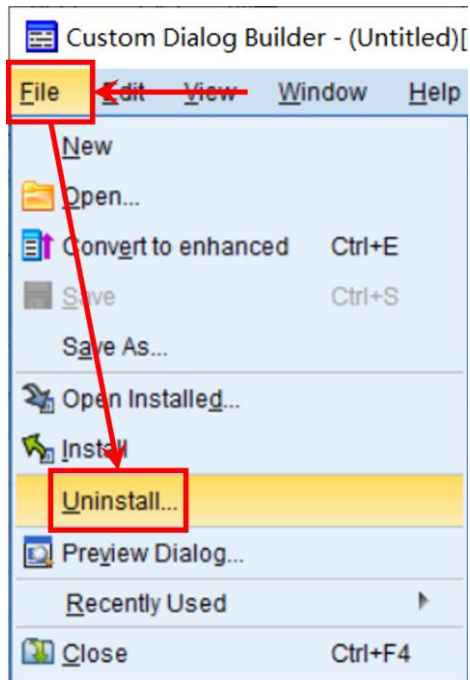 Custom Dialog Builder - (Untitled)[
File Edit View Window Help
New
Open...
Convert to enhanced Ctrl+E
Save Ctrl+S
Save As...
Open Installed...
Install
Uninstall...
Preview Dialog...
Recently Used
Close Ctrl+F4